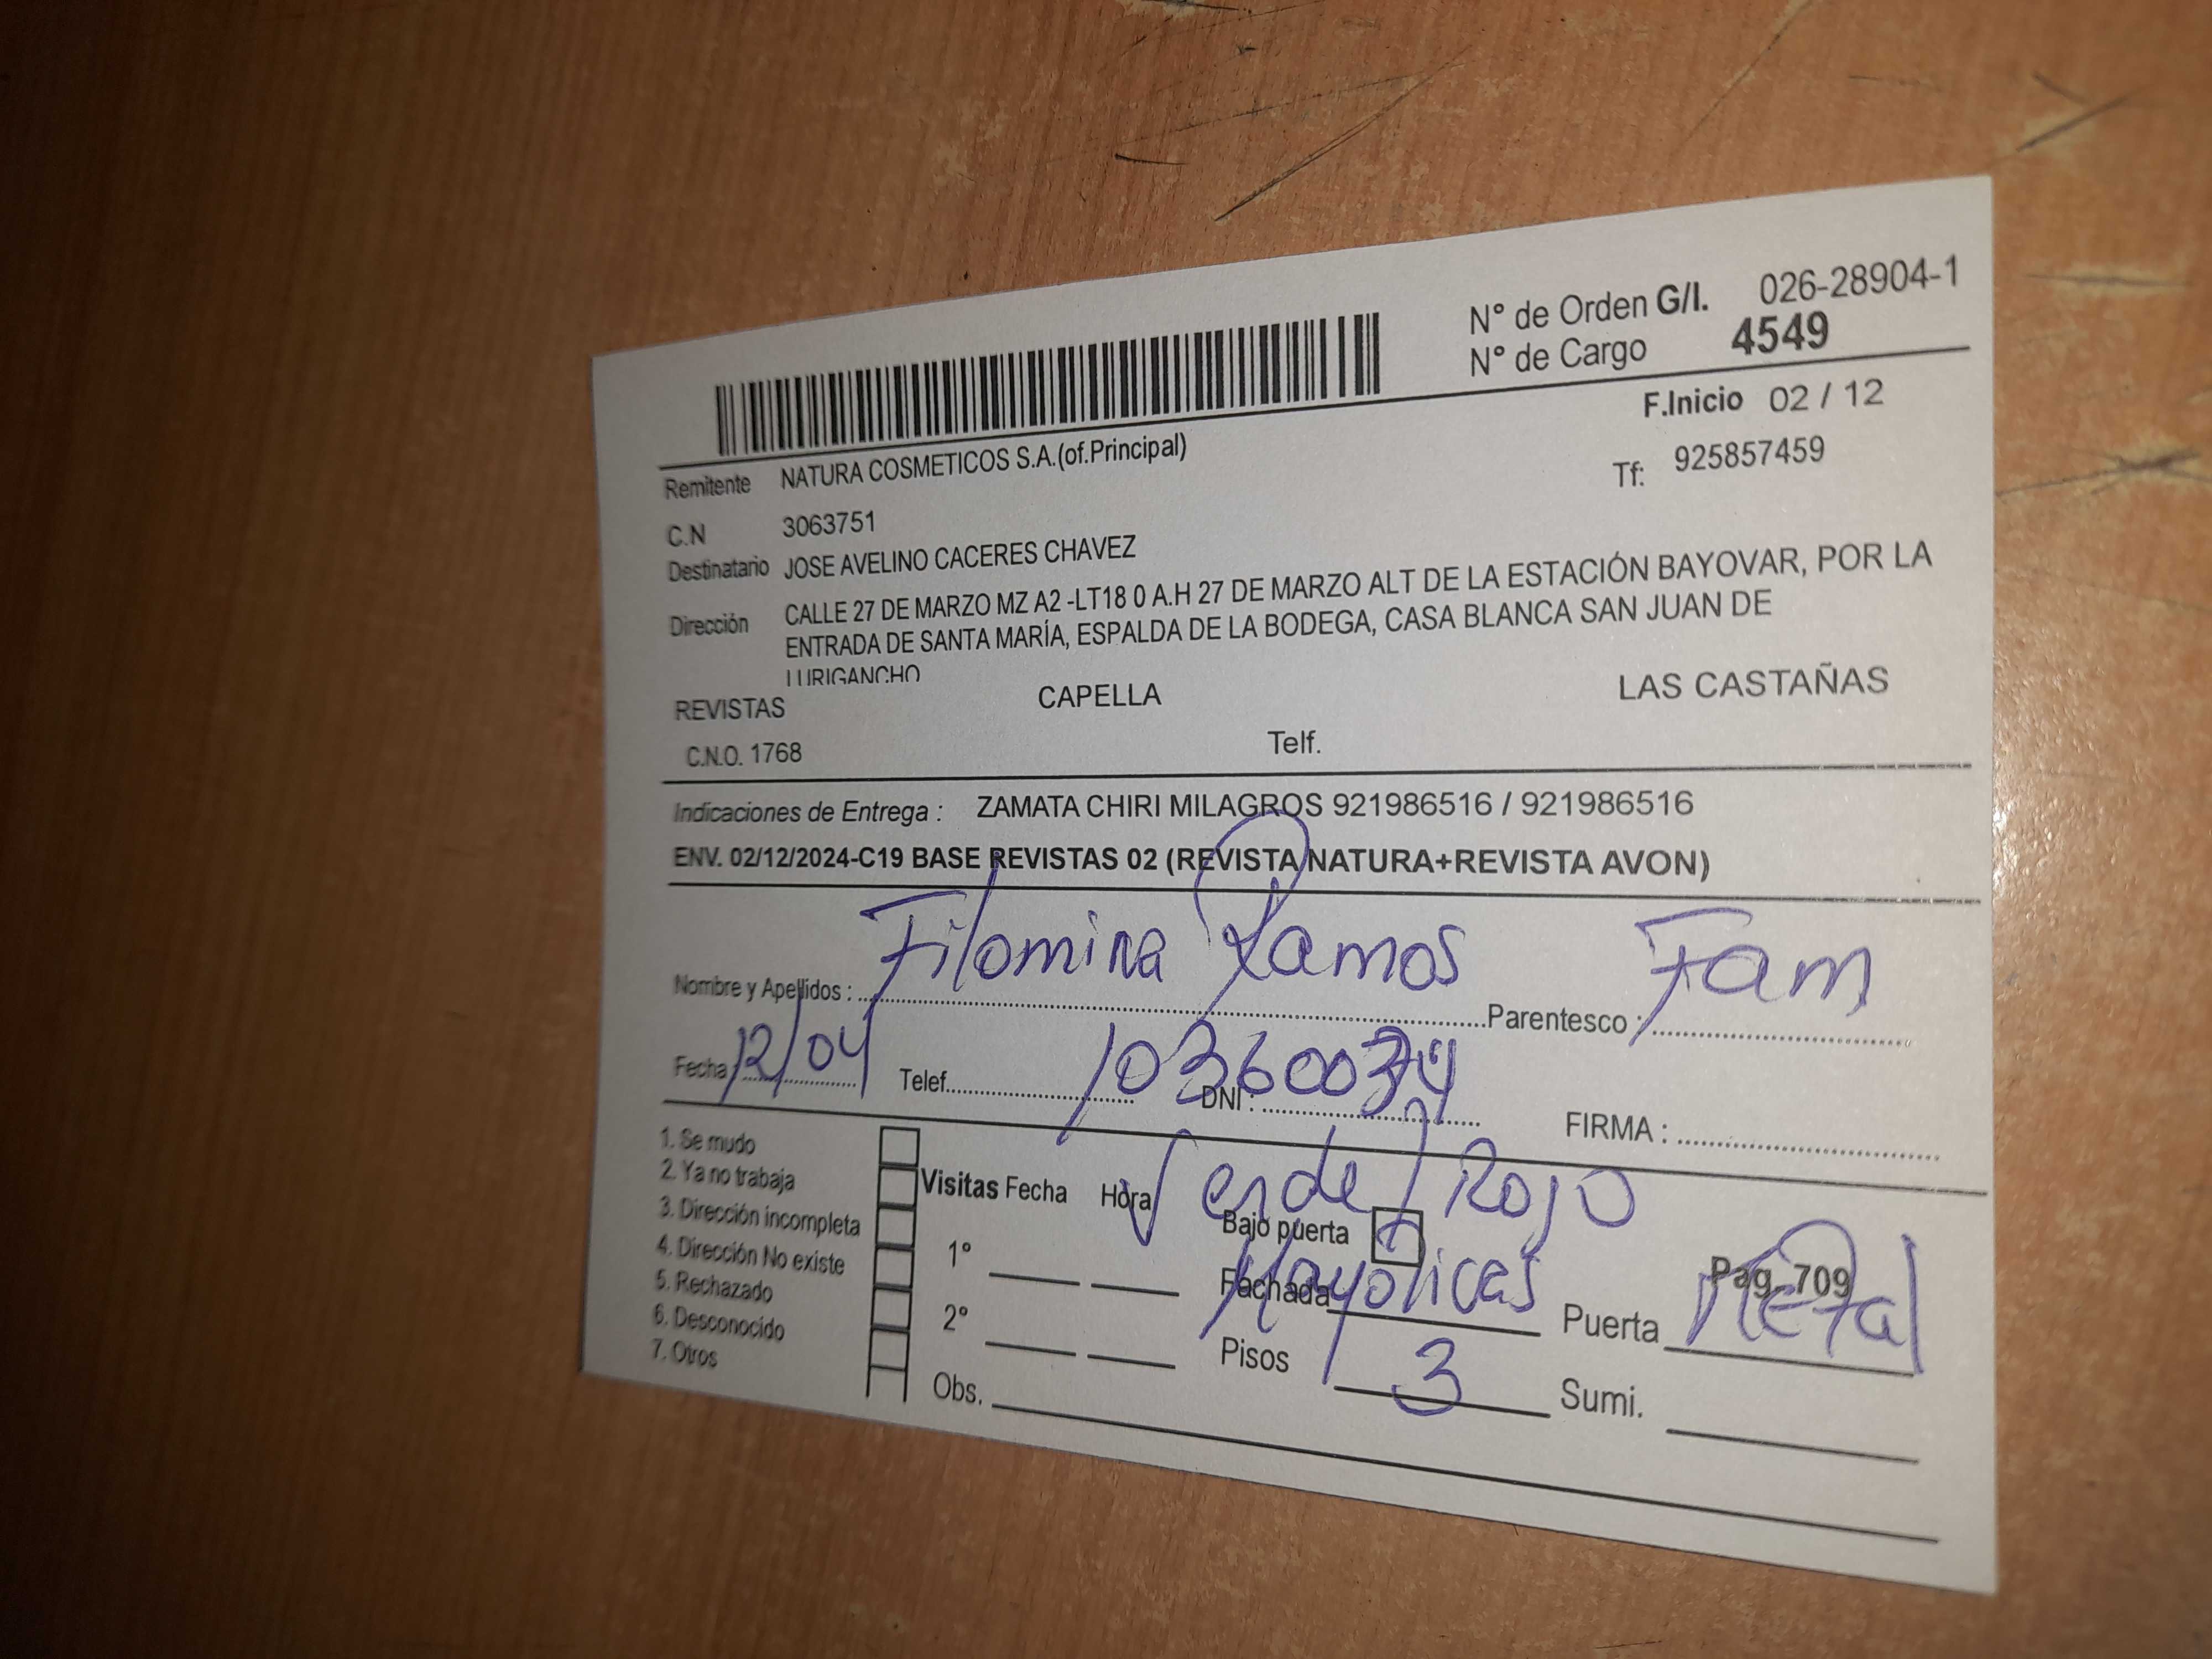 N° de Orden G/I. 026-28904-1
N° de Cargo 4549
F.Inicio 02 / 12
Remitente NATURA COSMETICOS S.A.(of.Principal)
Tf: 925857459
C.N 3063751
Destinatario JOSE AVELINO CACERES CHAVEZ
Dirección CALLE 27 DE MARZO MZ A2 -LT18 0 A.H 27 DE MARZO ALT DE LA ESTACIÓN BAYOVAR, POR LA
ENTRADA DE SANTA MARÍA, ESPALDA DE LA BODEGA, CASA BLANCA SAN JUAN DE
LURIGANCHO
REVISTAS CAPELLA LAS CASTAÑAS
C.N.O. 1768 Telf.
Indicaciones de Entrega : ZAMATA CHIRI MILAGROS 921986516 / 921986516
ENV. 02/12/2024-C19 BASE REVISTAS 02 (REVISTA NATURA+REVISTA AVON)
Nombre y Apellidos : Filomina Ramos Parentesco : Fam
Fecha : 12/04 Telef. DNI : FIRMA :
1. Se mudo
2. Ya no trabaja
3. Dirección incompleta
4. Dirección No existe
5. Rechazado
6. Desconocido
7. Otros
Visitas Fecha Hora
1°
2°
Obs.
Verde / Rojo
Bajo puerta
Fachada Mayólicas
Pag. 709
Puerta Metal
Pisos 3 Sumi.